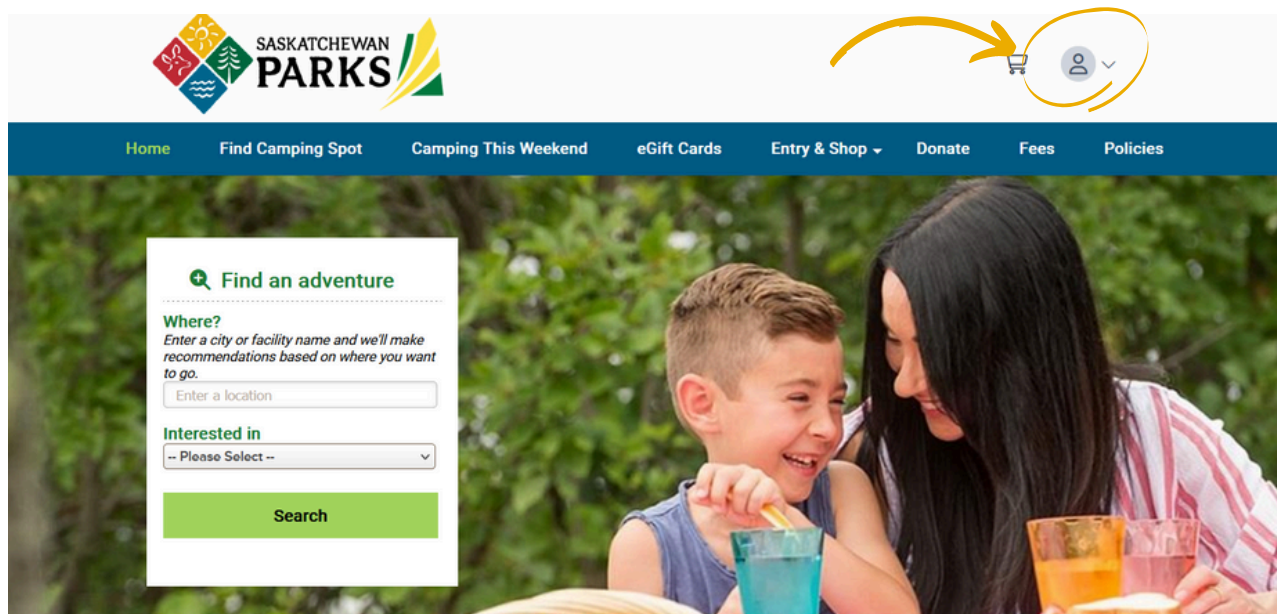 SASKATCHEWAN
PARKS
Home Find Camping Spot Camping This Weekend eGift Cards Entry & Shop Donate Fees Policies
Find an adventure
Where?
Enter a city or facility name and we'll make
recommendations based on where you want
to go.
Enter a location
Interested in
-- Please Select --
Search